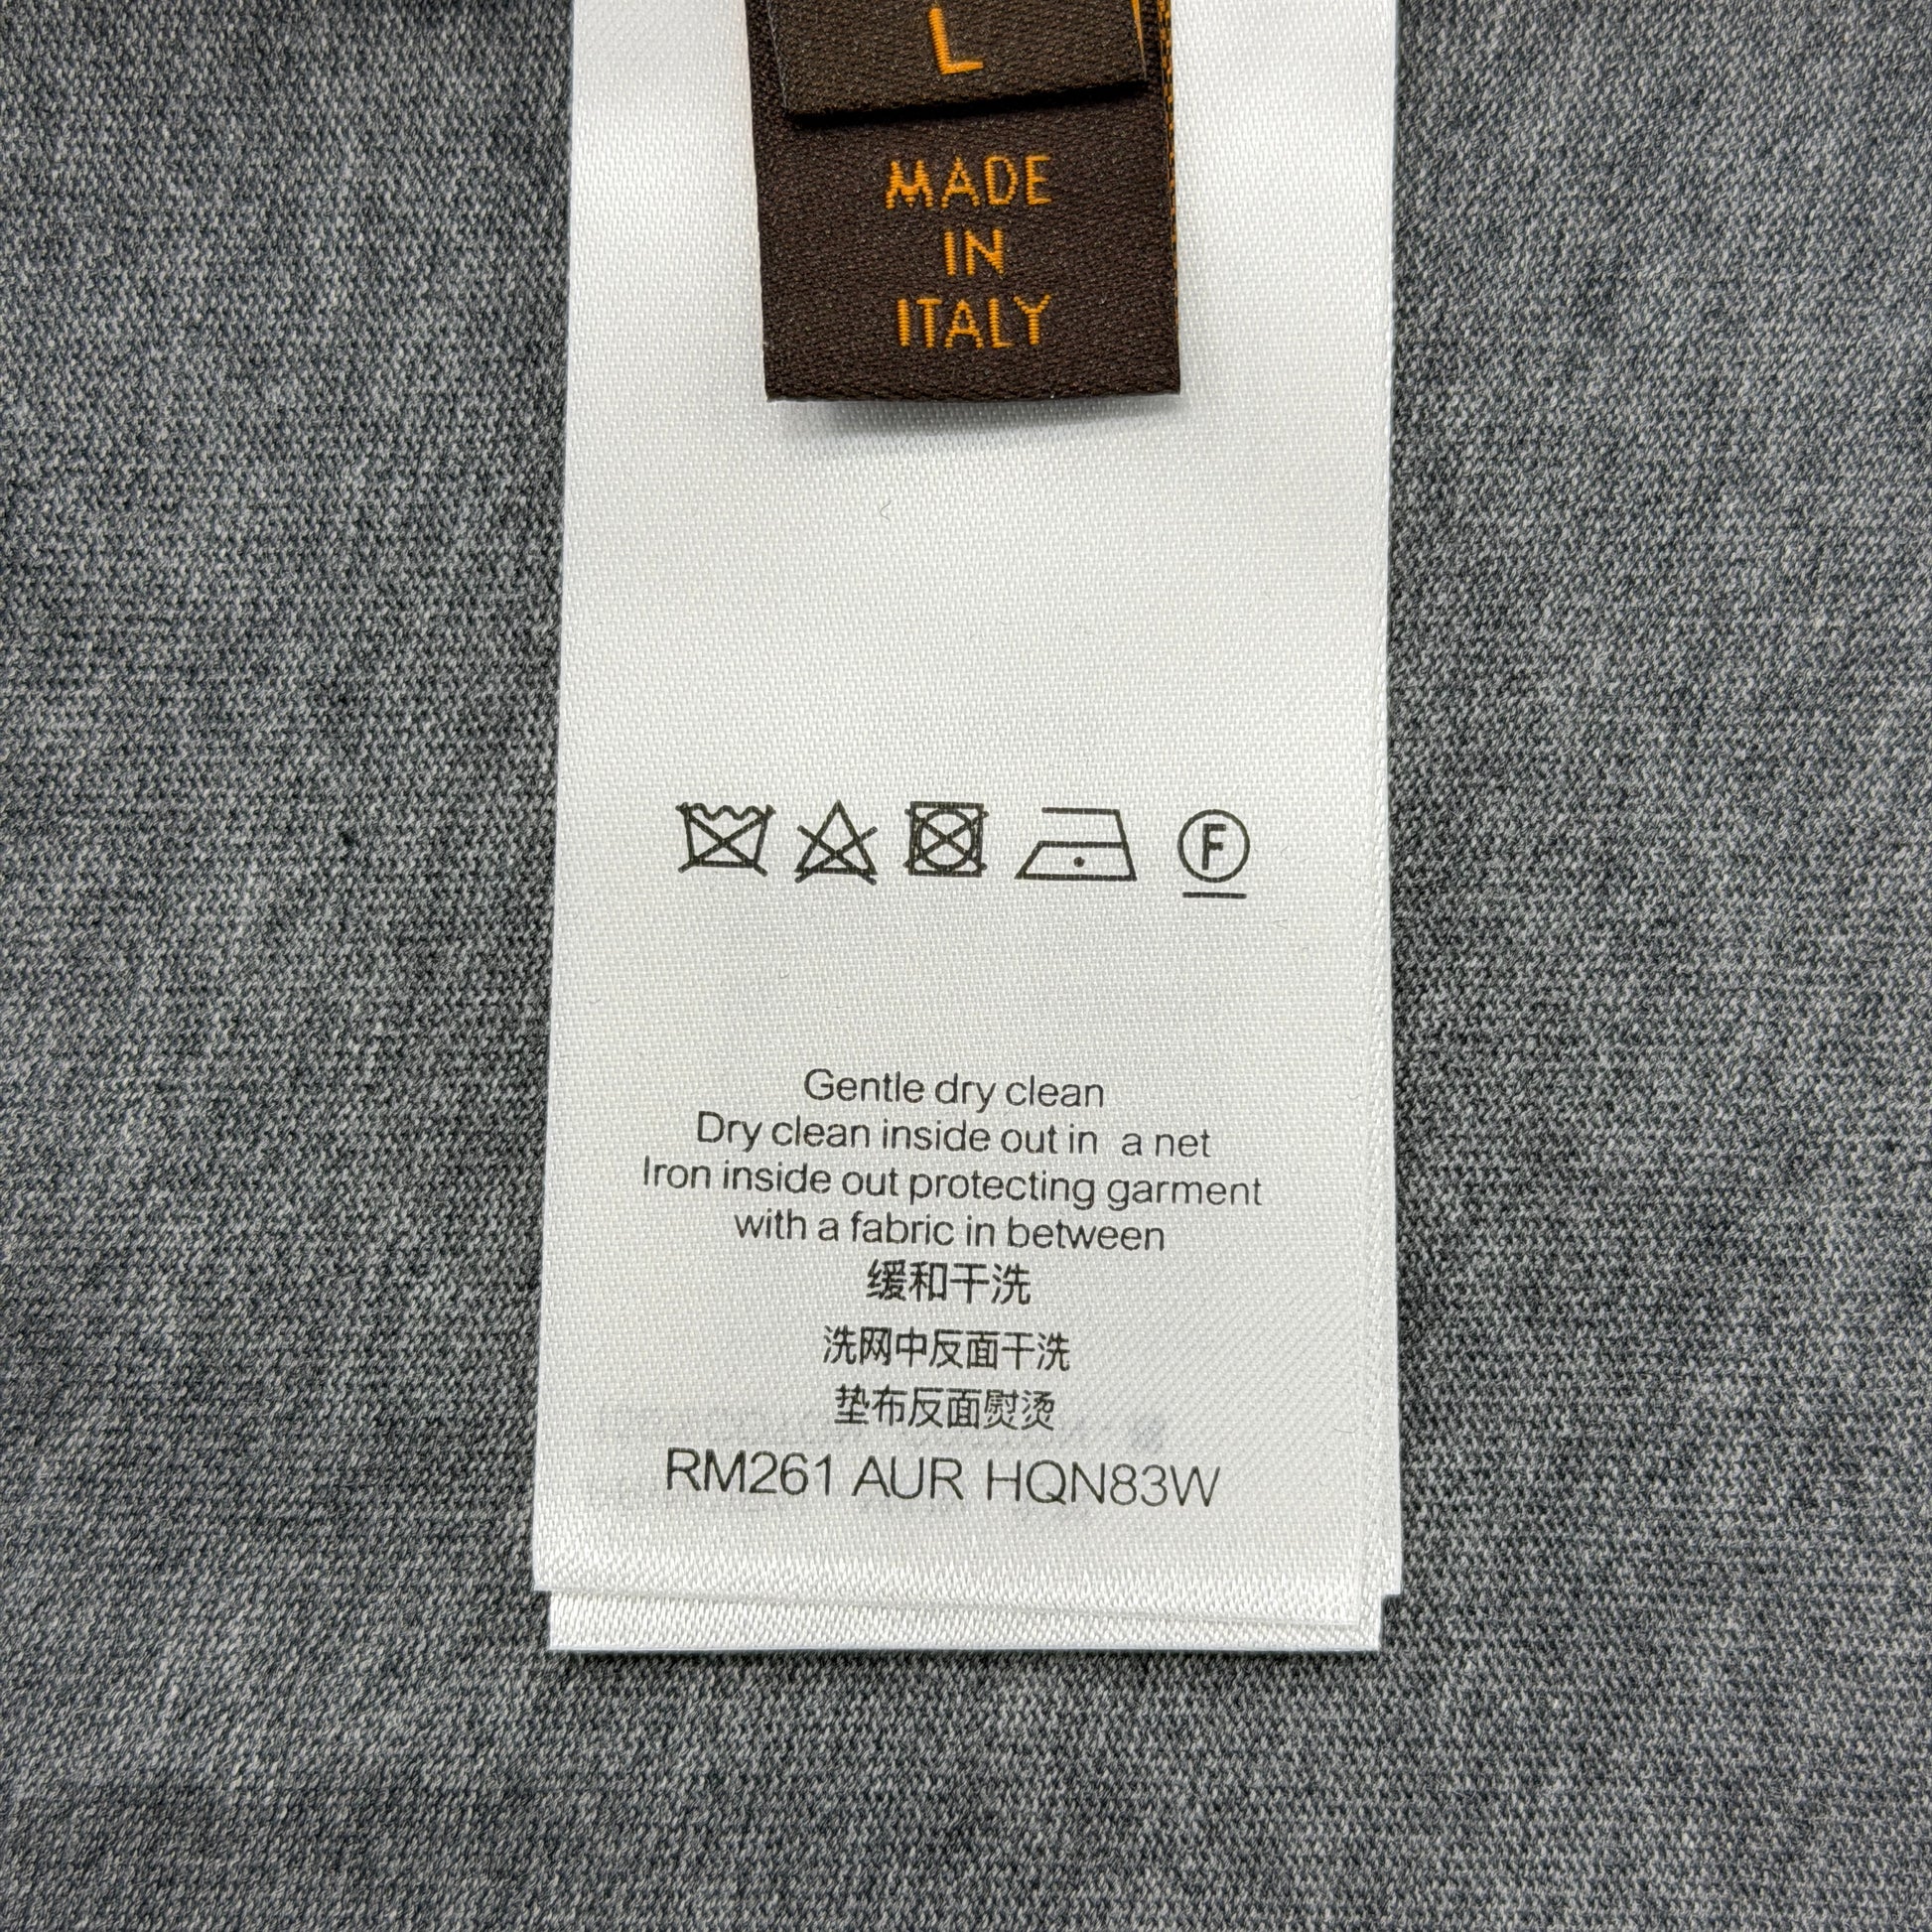 L
MADE
IN
ITALY
F
Gentle dry clean
Dry clean inside out in a net
Iron inside out protecting garment
with a fabric in between
缓和干洗
洗网中反面干洗
垫布反面熨烫
RM261 AUR HQN83W